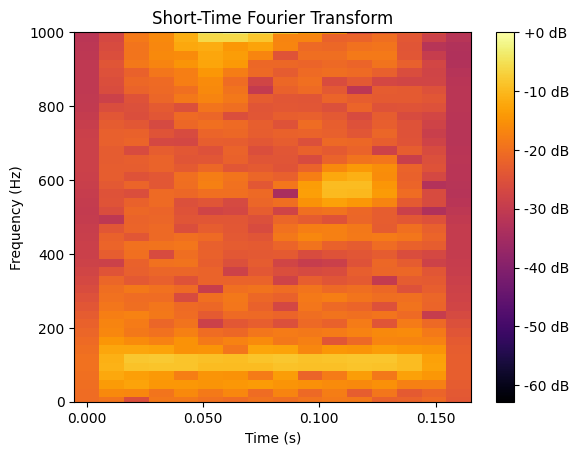 Short-Time Fourier Transform
1000
800
600
400
200
0
Frequency (Hz)
0.000
0.050
0.100
0.150
Time (s)
+0 dB
-10 dB
-20 dB
-30 dB
-40 dB
-50 dB
-60 dB